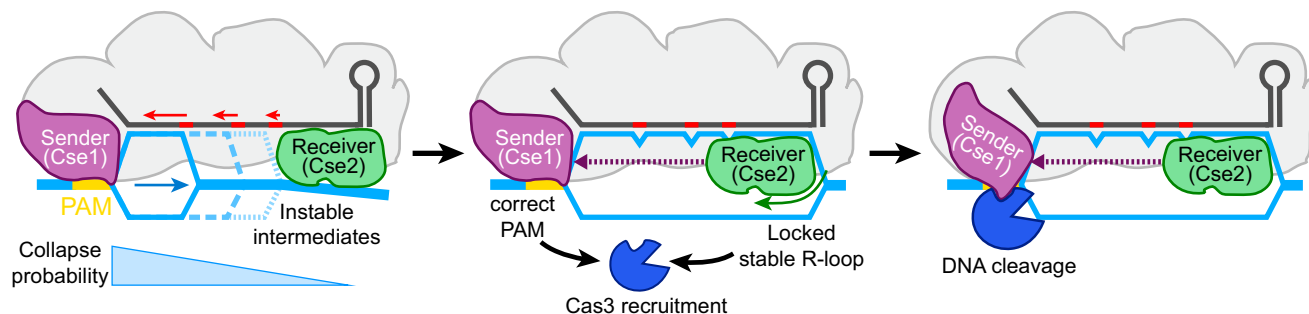 Sender
(Cse1)
Receiver
(Cse2)
PAM
Instable
intermediates
Collapse
probability
Sender
(Cse1)
Receiver
(Cse2)
correct
PAM
Locked
stable R-loop
Cas3 recruitment
Sender
(Cse1)
Receiver
(Cse2)
DNA cleavage